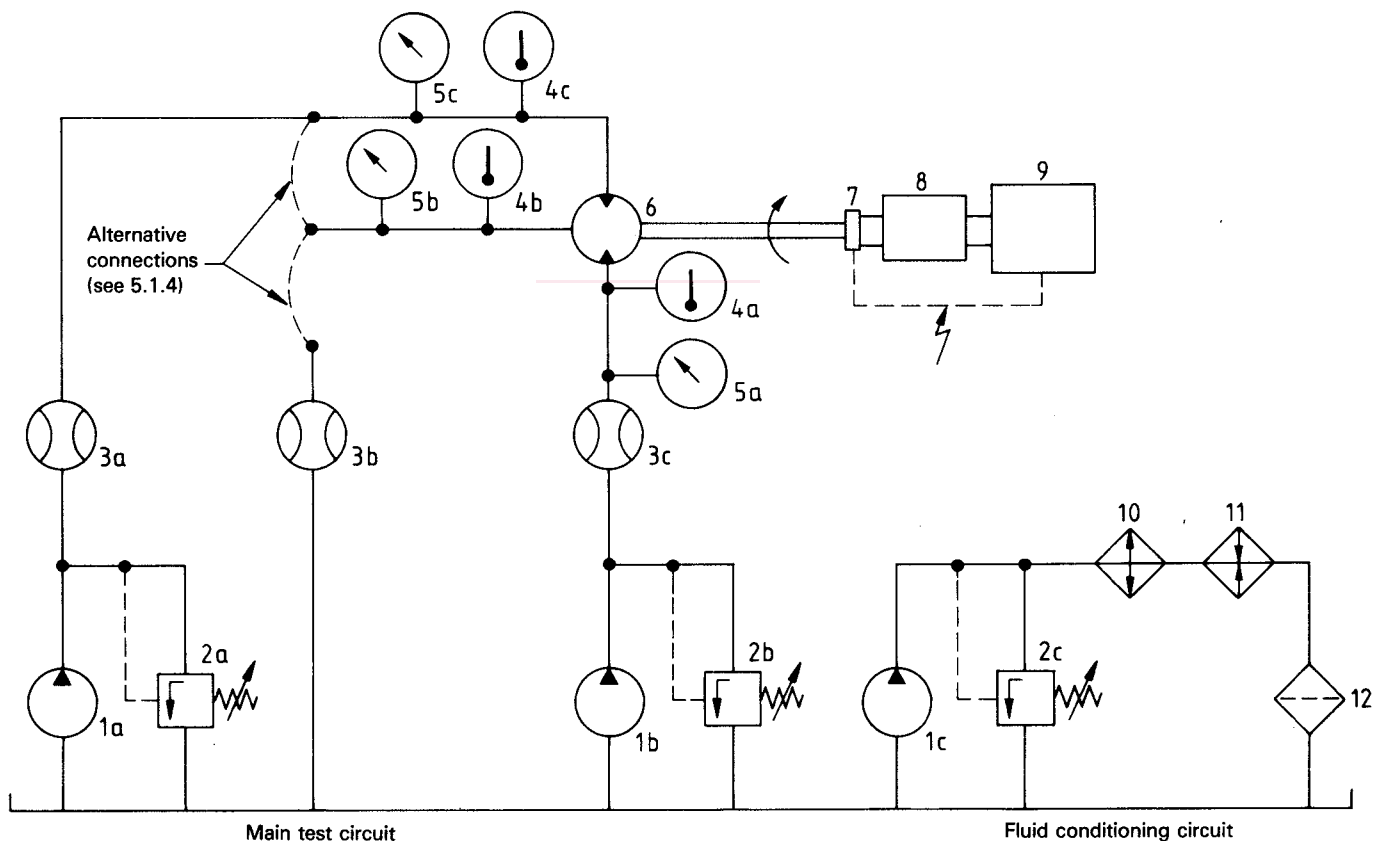 5c
4c
5b
4b
6
7
8
9
Alternative
connections
(see 5.1.4)
4a
5a
3a
3b
3c
10
11
2a
2b
2c
12
1a
1b
1c
Main test circuit
Fluid conditioning circuit